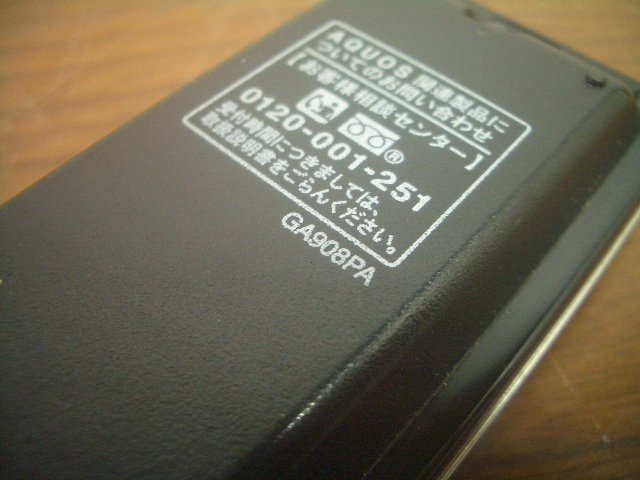 AQUOS 関連製品に
ついてのお問い合わせ
【お客様相談センター】
®
0120-001-251
受付時間につきましては、
取扱説明書をごらんください。
GA908PA